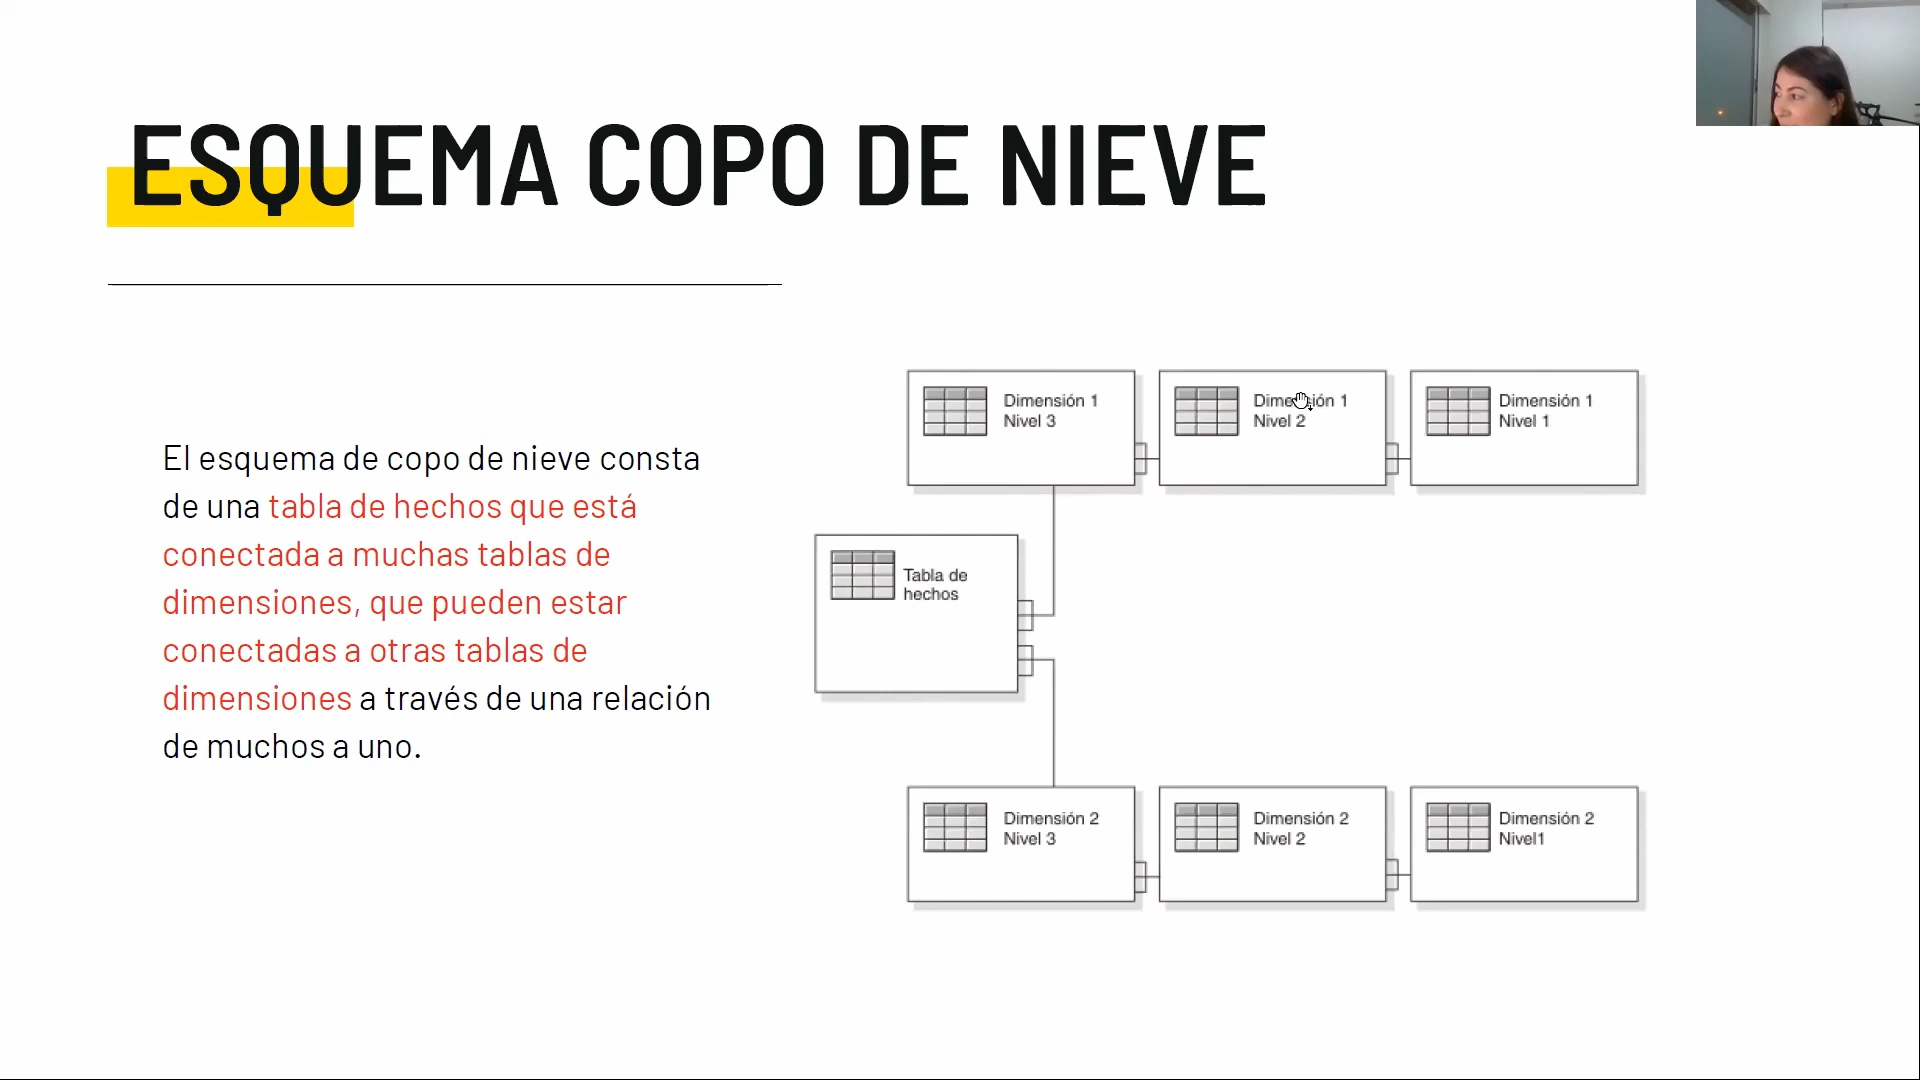 ESQUEMA COPO DE NIEVE
El esquema de copo de nieve consta
de una tabla de hechos que está
conectada a muchas tablas de
dimensiones, que pueden estar
conectadas a otras tablas de
dimensiones a través de una relación
de muchos a uno.
Dimensión 1
Nivel 3
Dimensión 1
Nivel 2
Dimensión 1
Nivel 1
Tabla de
hechos
Dimensión 2
Nivel 3
Dimensión 2
Nivel 2
Dimensión 2
Nivel1